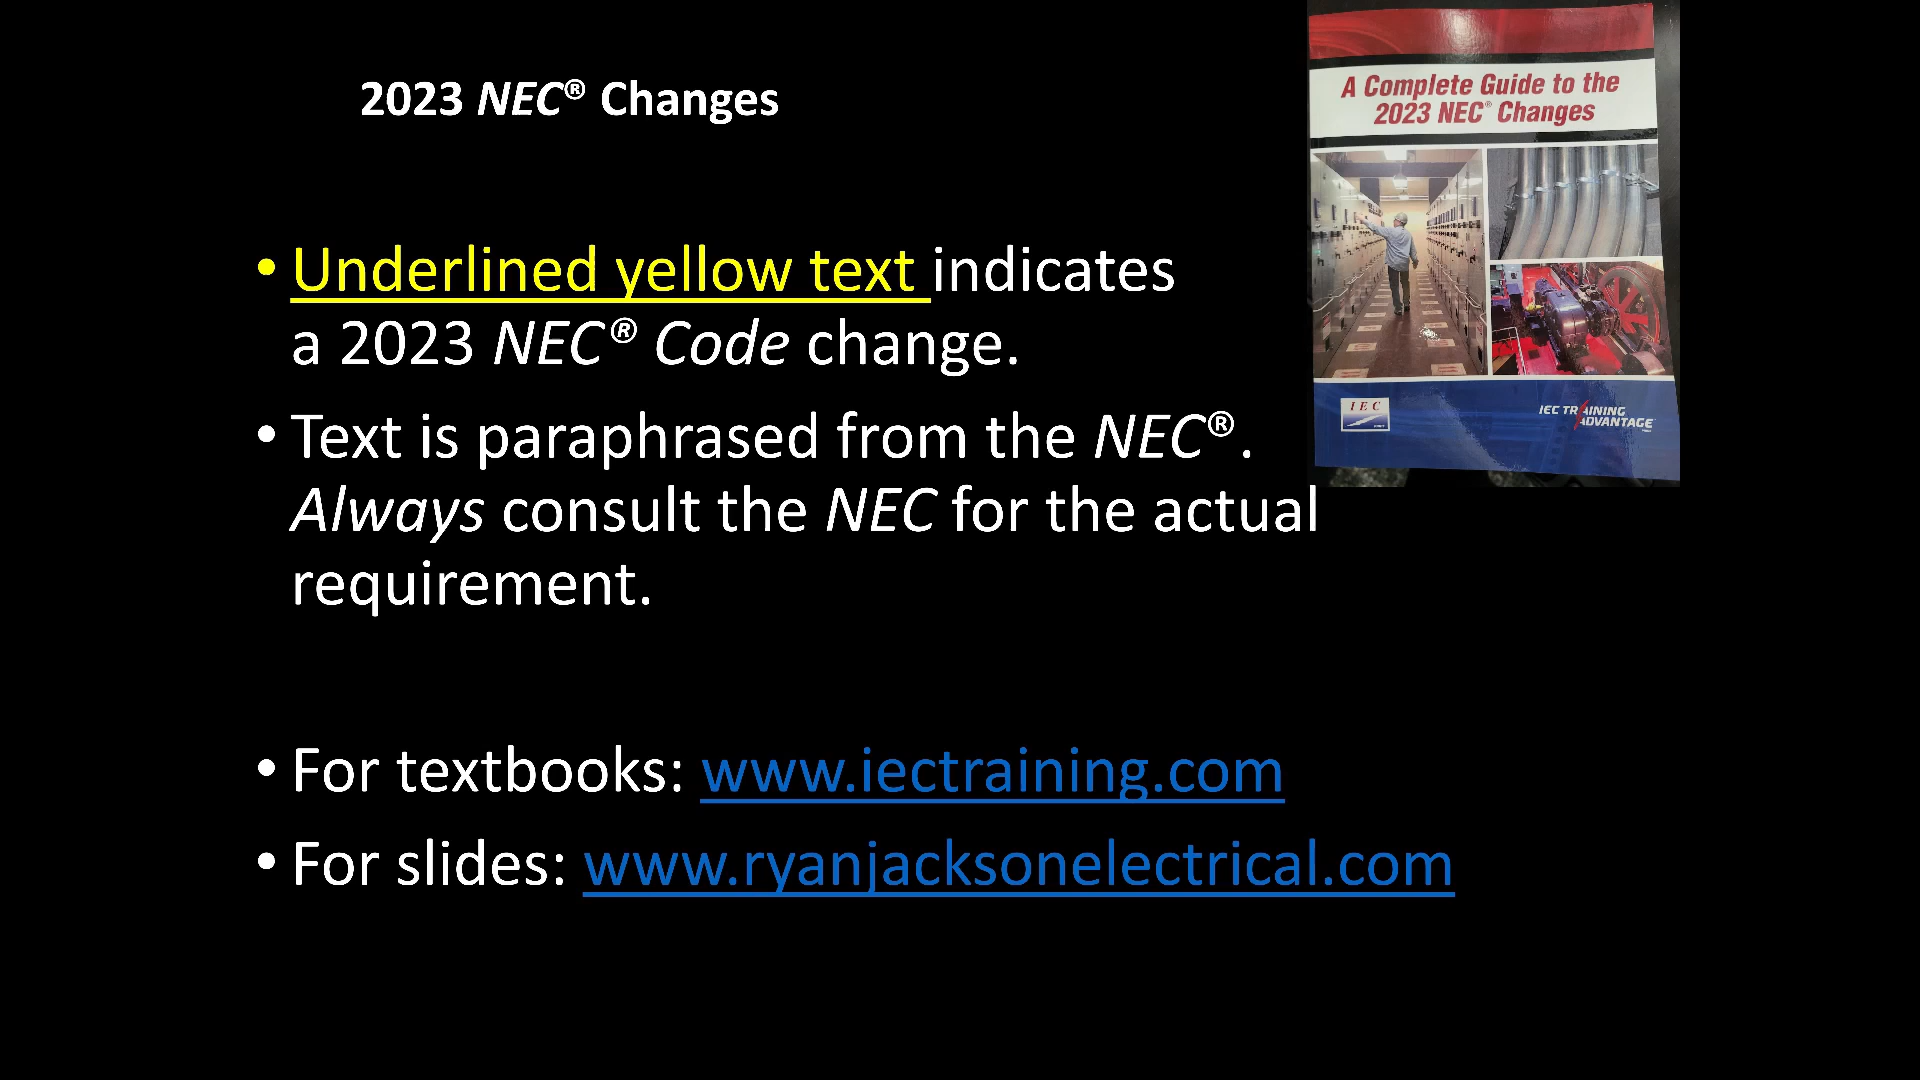 2023 NEC® Changes
A Complete Guide to the
2023 NEC® Changes
• Underlined yellow text indicates
a 2023 NEC® Code change.
• Text is paraphrased from the NEC®.
Always consult the NEC for the actual
requirement.
IEC
IEC TRAINING
ADVANTAGE
• For textbooks: www.iectraining.com
• For slides: www.ryanjacksonelectrical.com